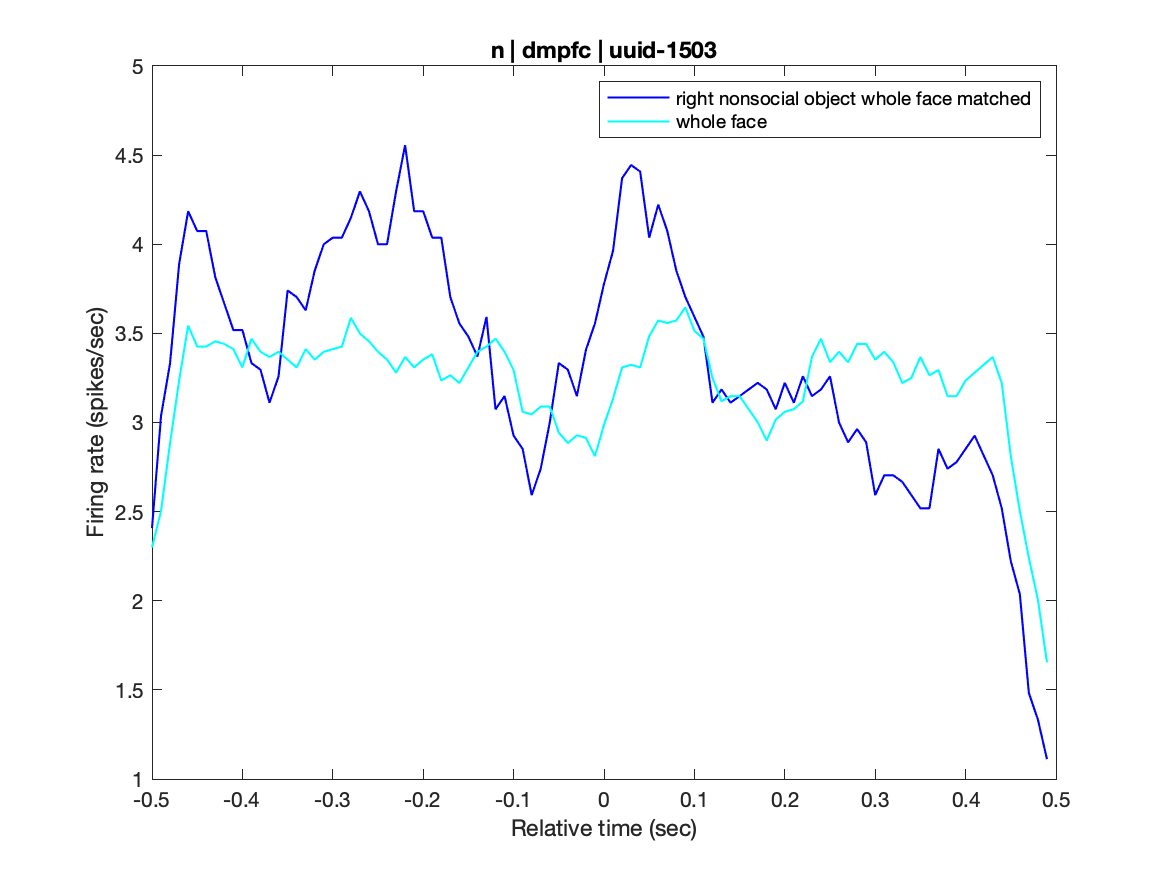 n | dmpfc | uuid-1503
right nonsocial object whole face matched
whole face
Firing rate (spikes/sec)
5
4.5
4
3.5
3
2.5
2
1.5
1
-0.5 -0.4 -0.3 -0.2 -0.1 0 0.1 0.2 0.3 0.4 0.5
Relative time (sec)